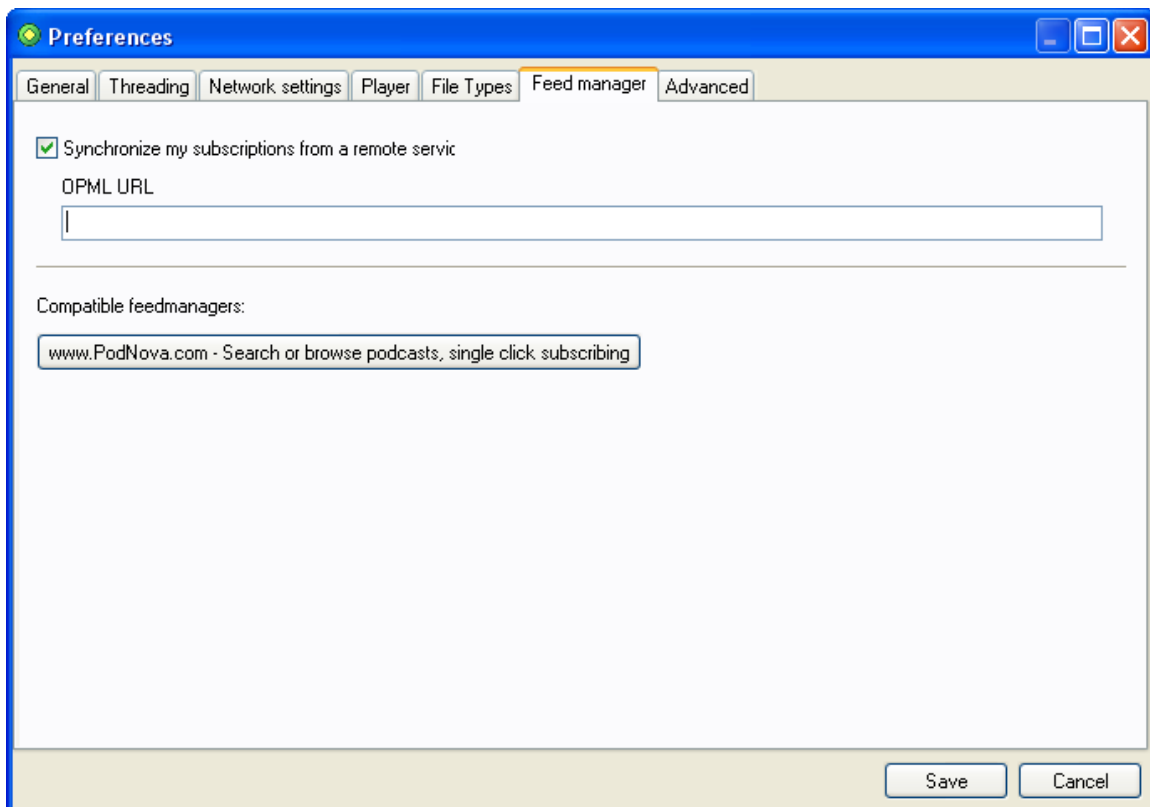 Preferences
General Threading Network settings Player File Types Feed manager Advanced
Synchronize my subscriptions from a remote servic
OPML URL
Compatible feedmanagers:
www.PodNova.com - Search or browse podcasts, single click subscribing
Save Cancel